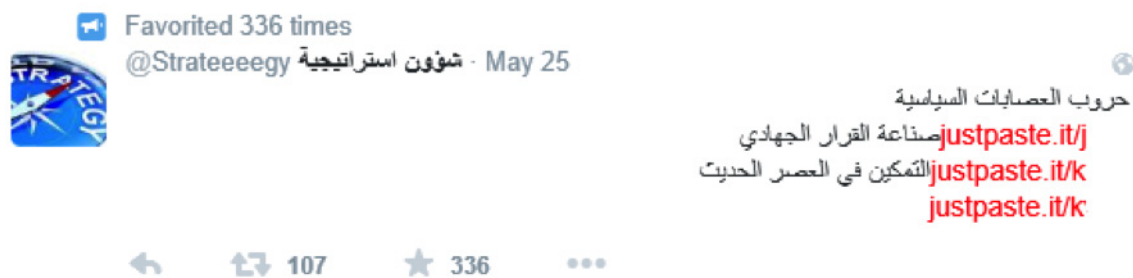 Favorited 336 times
@Strateeeegy شؤون استراتيجية · May 25
STRATEGY
حروب العصابات السياسية
justpaste.it/j
صناعة القرار الجهادي
justpaste.it/k
التمكين في العصر الحديث
justpaste.it/k
107 336